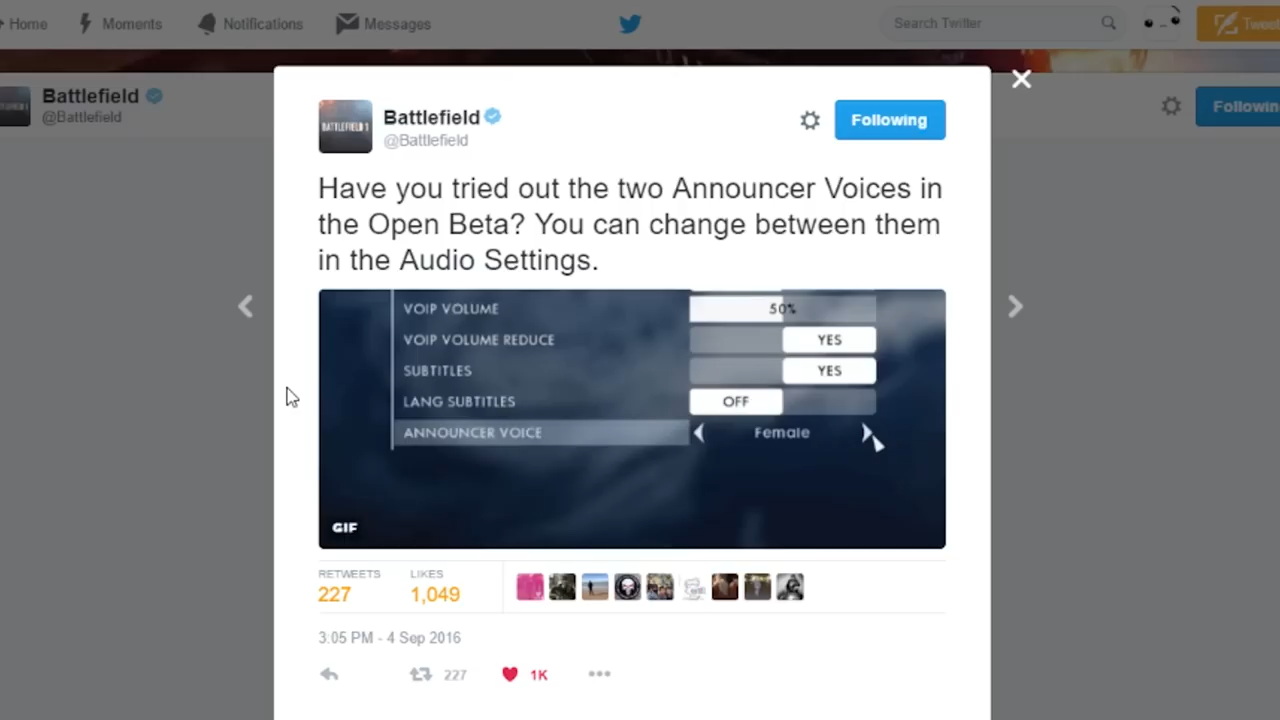 Home Moments Notifications Messages Search Twitter
Battlefield
@Battlefield
Battlefield
@Battlefield
BATTLEFIELD 1
Following
Have you tried out the two Announcer Voices in
the Open Beta? You can change between them
in the Audio Settings.
VOIP VOLUME 50%
VOIP VOLUME REDUCE YES
SUBTITLES YES
LANG SUBTITLES OFF
ANNOUNCER VOICE Female
GIF
RETWEETS LIKES
227 1,049
3:05 PM - 4 Sep 2016
227 1K